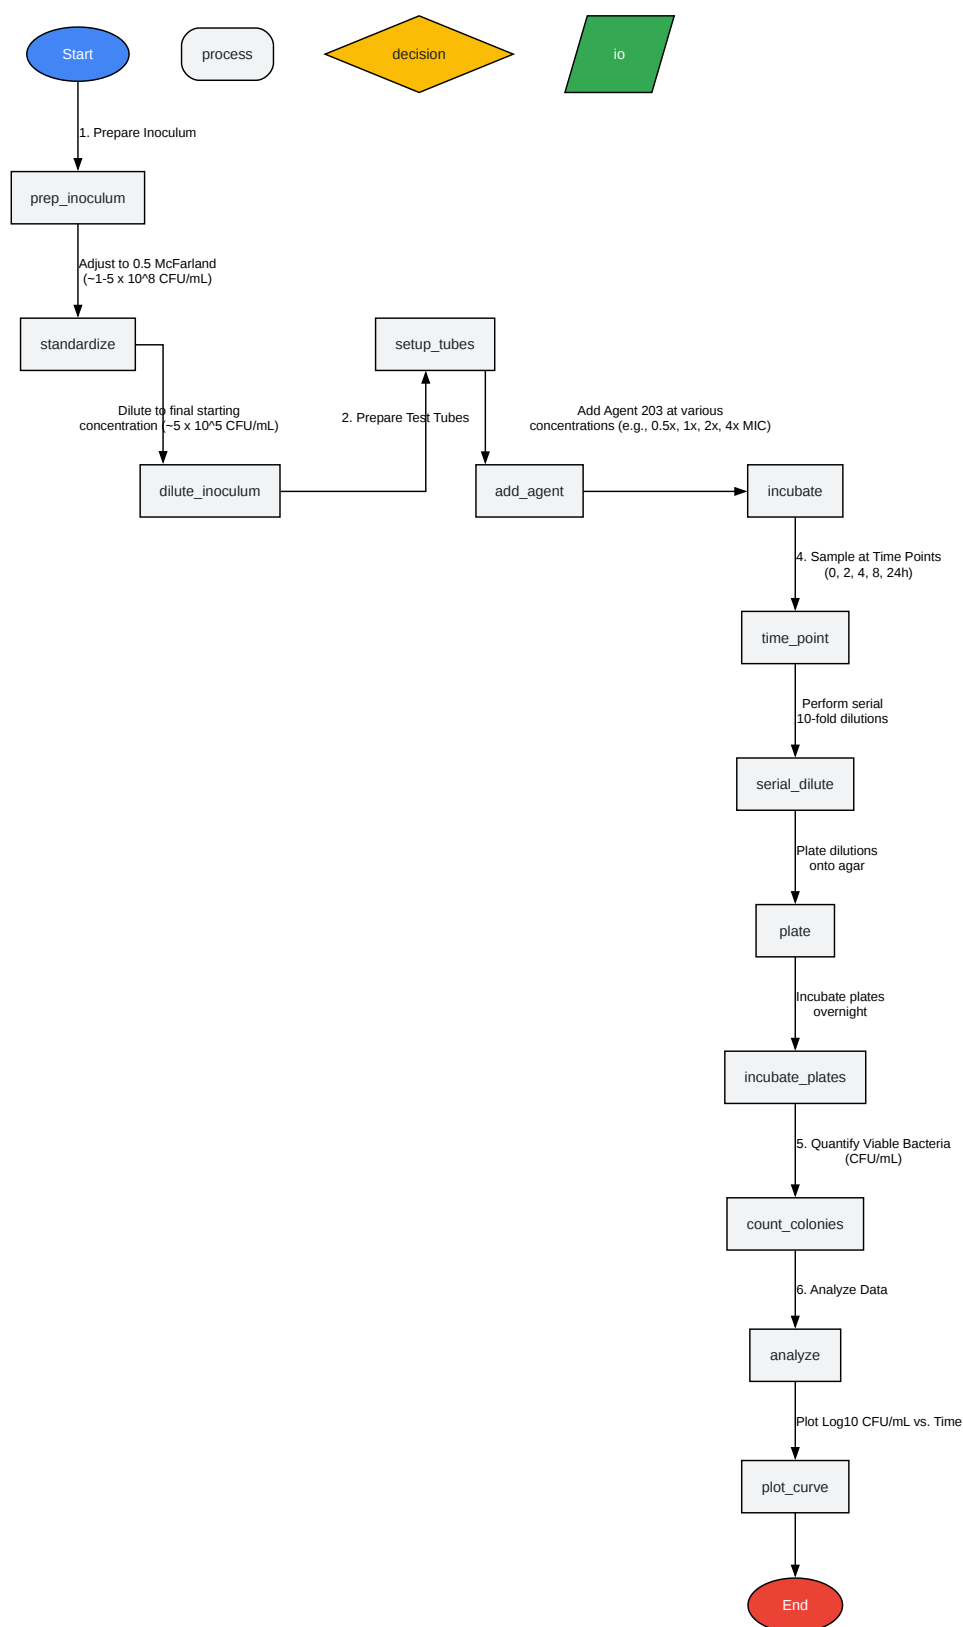 Start
process
decision
io
1. Prepare Inoculum
prep_inoculum
Adjust to 0.5 McFarland
(~1-5 x 10^8 CFU/mL)
standardize
setup_tubes
Dilute to final starting
concentration (~5 x 10^5 CFU/mL)
2. Prepare Test Tubes
Add Agent 203 at various
concentrations (e.g., 0.5x, 1x, 2x, 4x MIC)
dilute_inoculum
add_agent
incubate
4. Sample at Time Points
(0, 2, 4, 8, 24h)
time_point
Perform serial
10-fold dilutions
serial_dilute
Plate dilutions
onto agar
plate
Incubate plates
overnight
incubate_plates
5. Quantify Viable Bacteria
(CFU/mL)
count_colonies
6. Analyze Data
analyze
Plot Log10 CFU/mL vs. Time
plot_curve
End